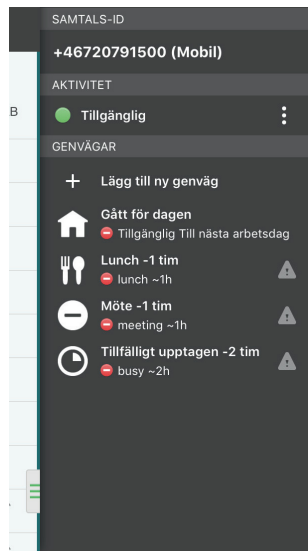 SAMTALS-ID
+46720791500 (Mobil)
AKTIVITET
B
Tillgänglig
GENVÄGAR
Lägg till ny genväg
Gått för dagen
Tillgänglig Till nästa arbetsdag
Lunch -1 tim
lunch ~1h
Möte -1 tim
meeting ~1h
Tillfälligt upptagen -2 tim
busy ~2h